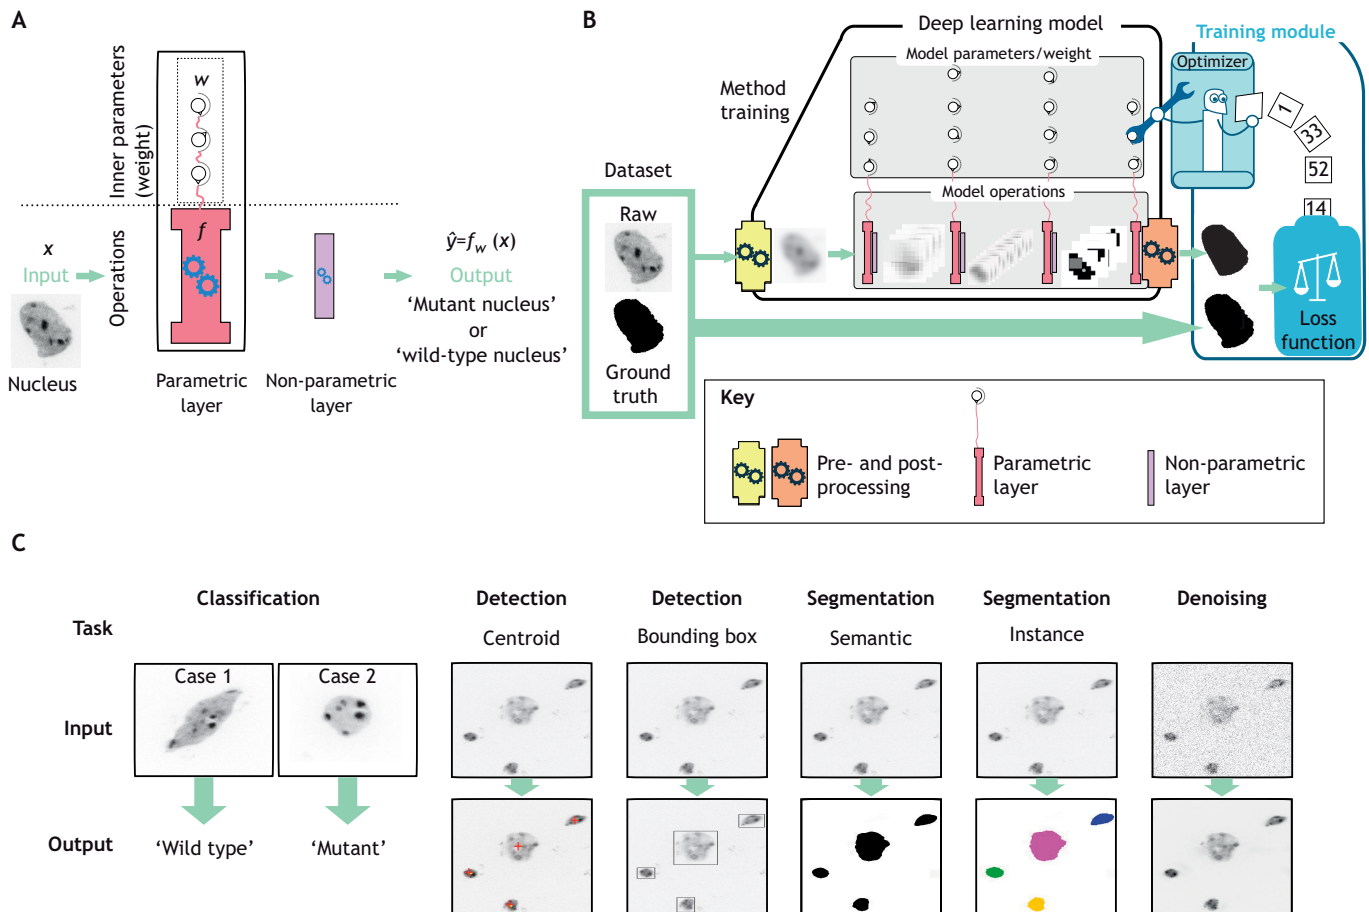 A
Inner parameters
(weight)
w
Operations
f
x
Input
Nucleus
ŷ=fw (x)
Output
‘Mutant nucleus’
or
‘wild-type nucleus’
Parametric
layer
Non-parametric
layer
B
Deep learning model
Training module
Model parameters/weight
Optimizer
Method
training
1
33
52
14
Dataset
Raw
Ground
truth
Model operations
Loss
function
Key
Pre- and post-
processing
Parametric
layer
Non-parametric
layer
C
Task
Classification
Detection
Centroid
Detection
Bounding box
Segmentation
Semantic
Segmentation
Instance
Denoising
Input
Case 1
Case 2
Output
‘Wild type’
‘Mutant’